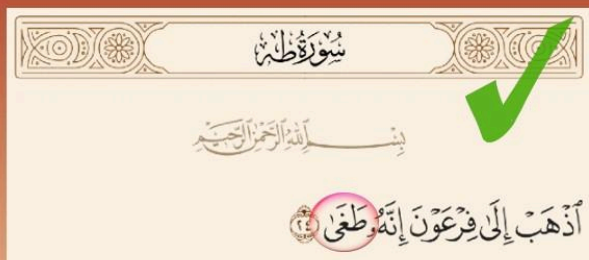 سُورَةُ طه
بِسْمِ ٱللَّهِ ٱلرَّحْمَٰنِ ٱلرَّحِيمِ
ٱذْهَبْ إِلَىٰ فِرْعَوْنَ إِنَّهُۥ طَغَىٰ ٢٤